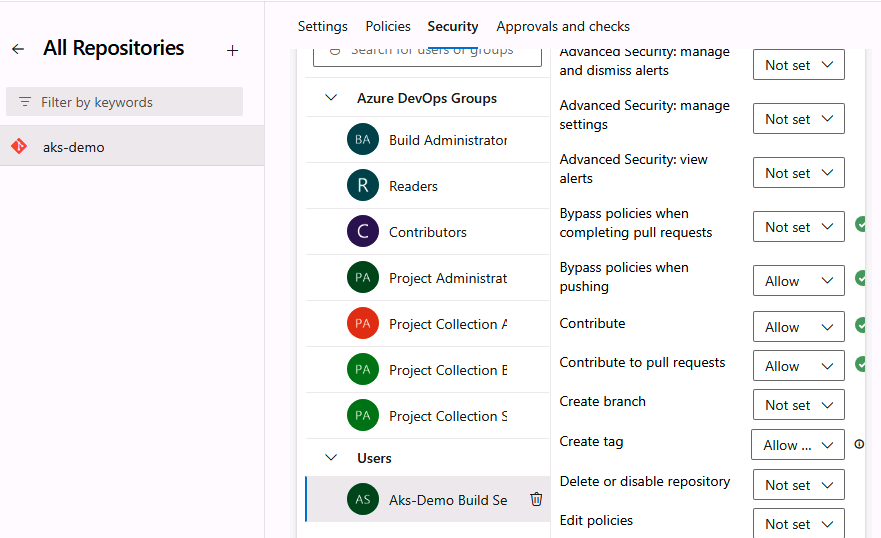 Settings Policies Security Approvals and checks
All Repositories
Filter by keywords
aks-demo
Search for users or groups
Azure DevOps Groups
BA Build Administrator
R Readers
C Contributors
PA Project Administrat
PA Project Collection A
PA Project Collection B
PA Project Collection S
Users
AS Aks-Demo Build Se
Advanced Security: manage
and dismiss alerts
Not set
Advanced Security: manage
settings
Not set
Advanced Security: view
alerts
Not set
Bypass policies when
completing pull requests
Not set
Bypass policies when
pushing
Allow
Contribute
Allow
Contribute to pull requests
Allow
Create branch
Not set
Create tag
Allow ...
Delete or disable repository
Not set
Edit policies
Not set